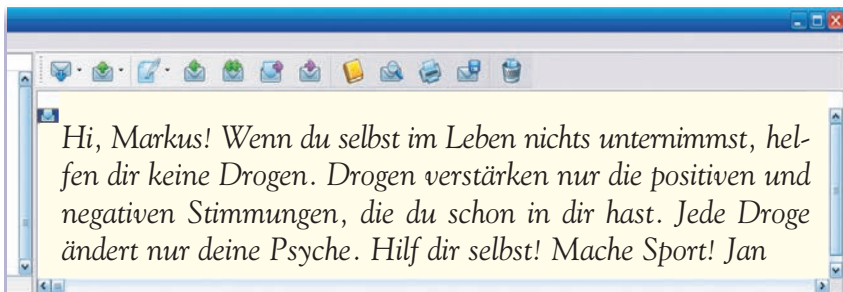 Hi, Markus! Wenn du selbst im Leben nichts unternimmst, hel-
fen dir keine Drogen. Drogen verstärken nur die positiven und
negativen Stimmungen, die du schon in dir hast. Jede Droge
ändert nur deine Psyche. Hilf dir selbst! Mache Sport! Jan